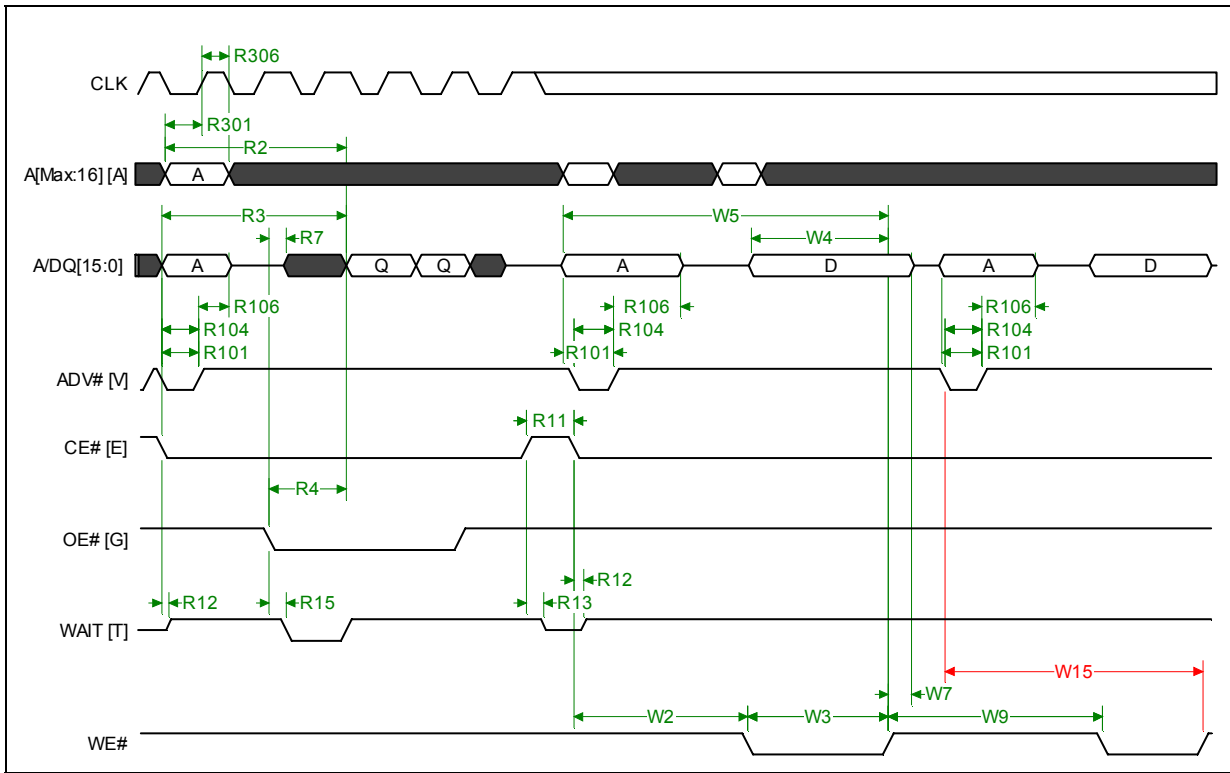 R306
CLK
R301
R2
A[Max:16] [A]
A
R3
W5
R7
W4
A/DQ[15:0]
A Q Q A D A D
R106 R106 R106
R104 R104 R104
R101 R101 R101
ADV# [V]
R11
CE# [E]
R4
OE# [G]
R12
R12 R15 R13
WAIT [T]
W15
W7
W2 W3 W9
WE#